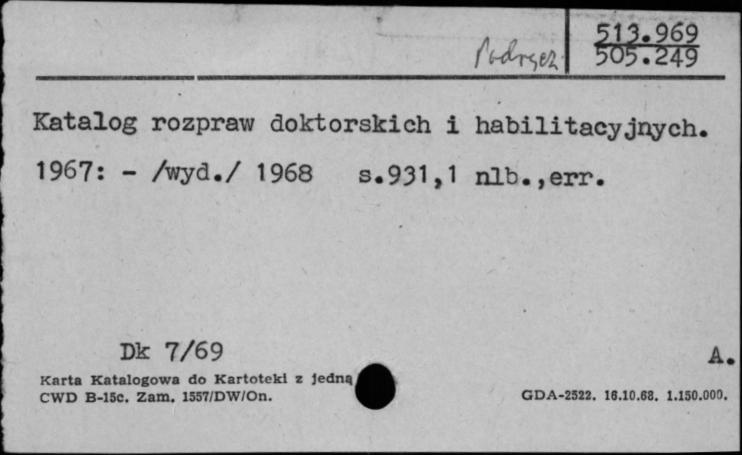 Podręcz. 513.969
505.249
Katalog rozpraw doktorskich i habilitacyjnych.
1967: - /wyd./ 1968 s.931,1 nlb.,err.
Dk 7/69 A.
Karta Katalogowa do Kartoteki z jedną
CWD B-15c. Zam. 1557/DW/On. GDA-2522. 16.10.68. 1.150.000.